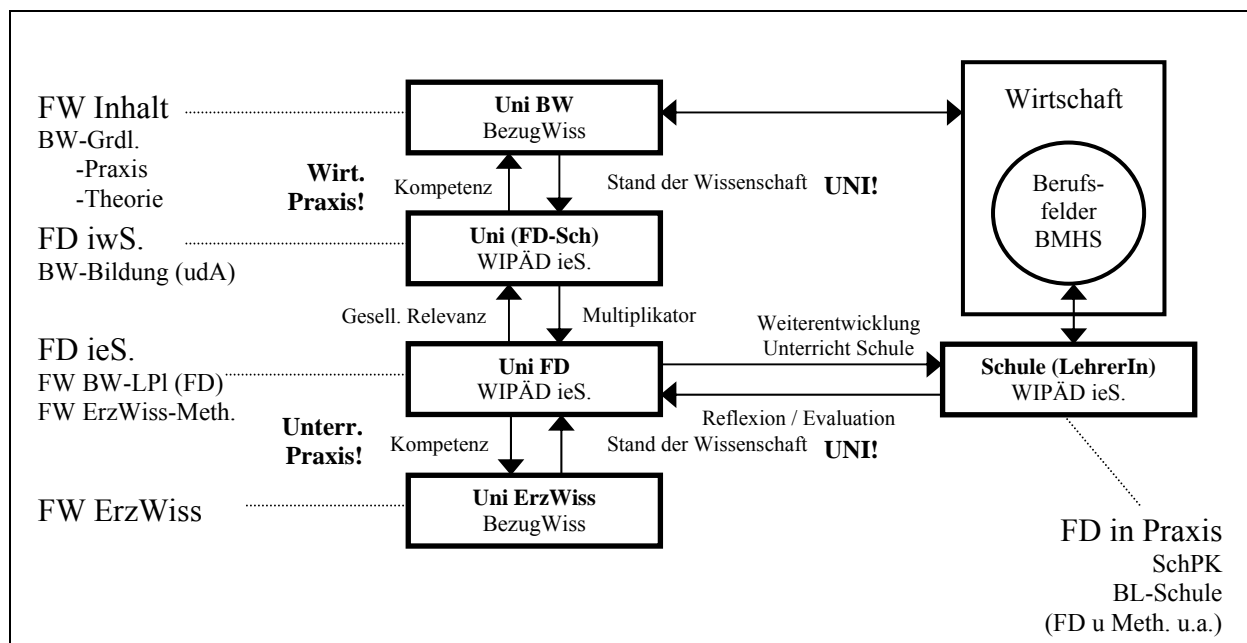 FW Inhalt
BW-Grdl.
-Praxis
-Theorie
Uni BW
BezugWiss
Wirtschaft
Berufs-
felder
BMHS
Wirt.
Praxis!
Kompetenz
Stand der Wissenschaft
UNI!
FD iwS.
BW-Bildung (udA)
Uni (FD-Sch)
WIPÄD ieS.
Gesell. Relevanz
Multiplikator
FD ieS.
FW BW-LPl (FD)
FW ErzWiss-Meth.
Uni FD
WIPÄD ieS.
Weiterentwicklung
Unterricht Schule
Schule (LehrerIn)
WIPÄD ieS.
Reflexion / Evaluation
Unterr.
Praxis!
Kompetenz
Stand der Wissenschaft
UNI!
FW ErzWiss
Uni ErzWiss
BezugWiss
FD in Praxis
SchPK
BL-Schule
(FD u Meth. u.a.)